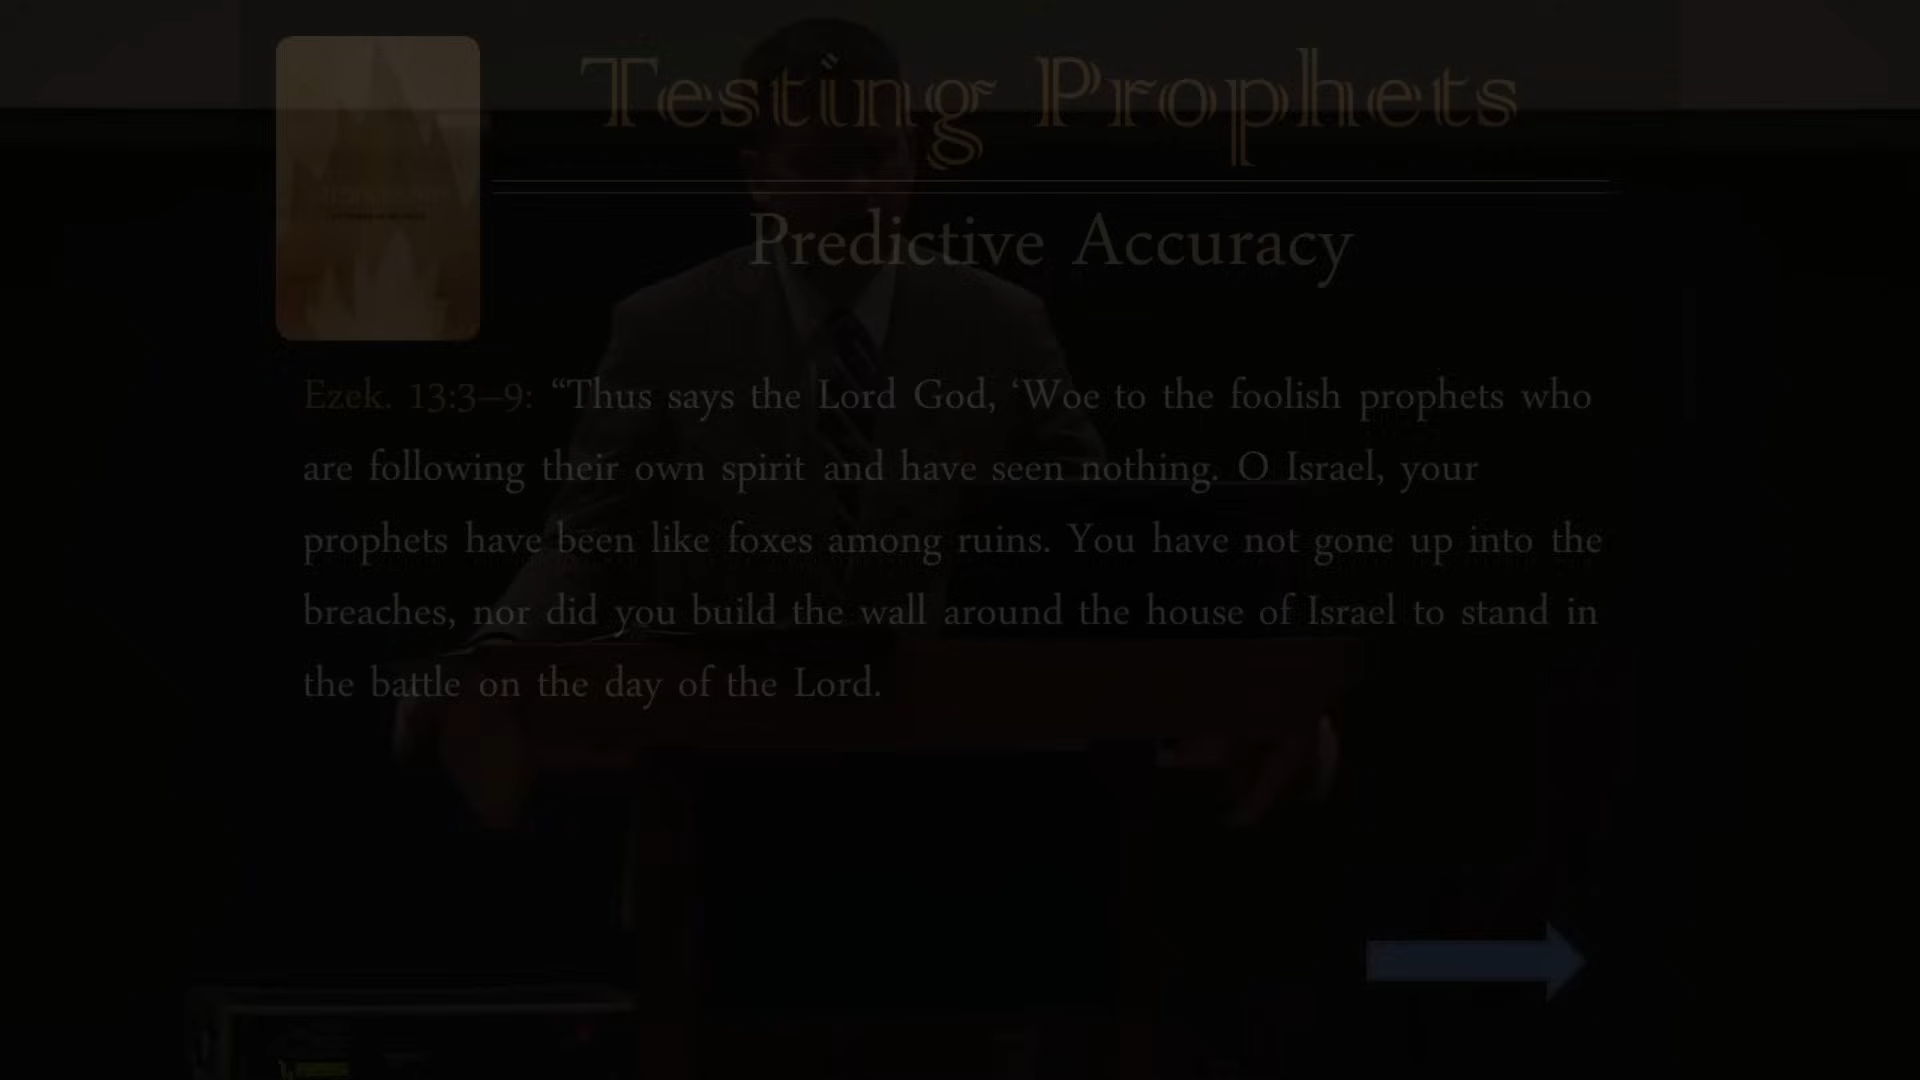 Testing Prophets
Predictive Accuracy
Ezek. 13:3–9: “Thus says the Lord God, ‘Woe to the foolish prophets who
are following their own spirit and have seen nothing. O Israel, your
prophets have been like foxes among ruins. You have not gone up into the
breaches, nor did you build the wall around the house of Israel to stand in
the battle on the day of the Lord.